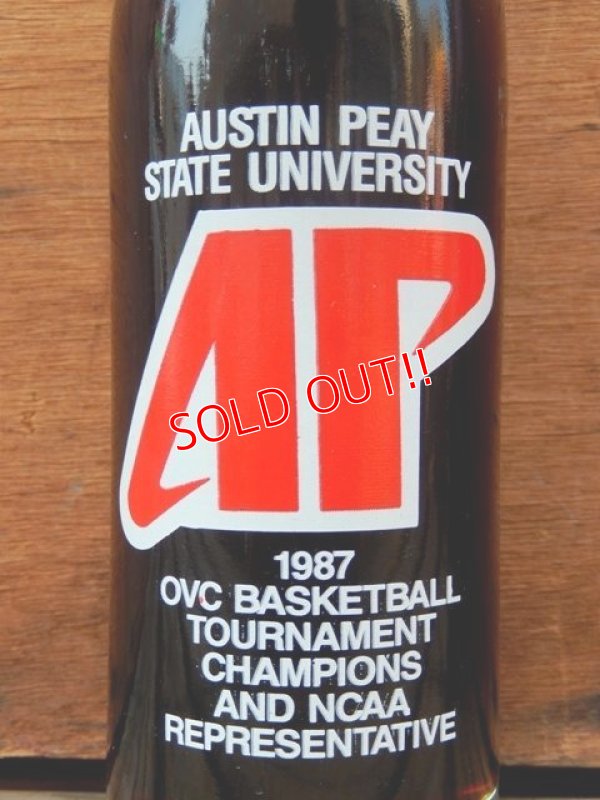 AUSTIN PEAY
STATE UNIVERSITY
AP
SOLD OUT!!
1987
OVC BASKETBALL
TOURNAMENT
CHAMPIONS
AND NCAA
REPRESENTATIVE